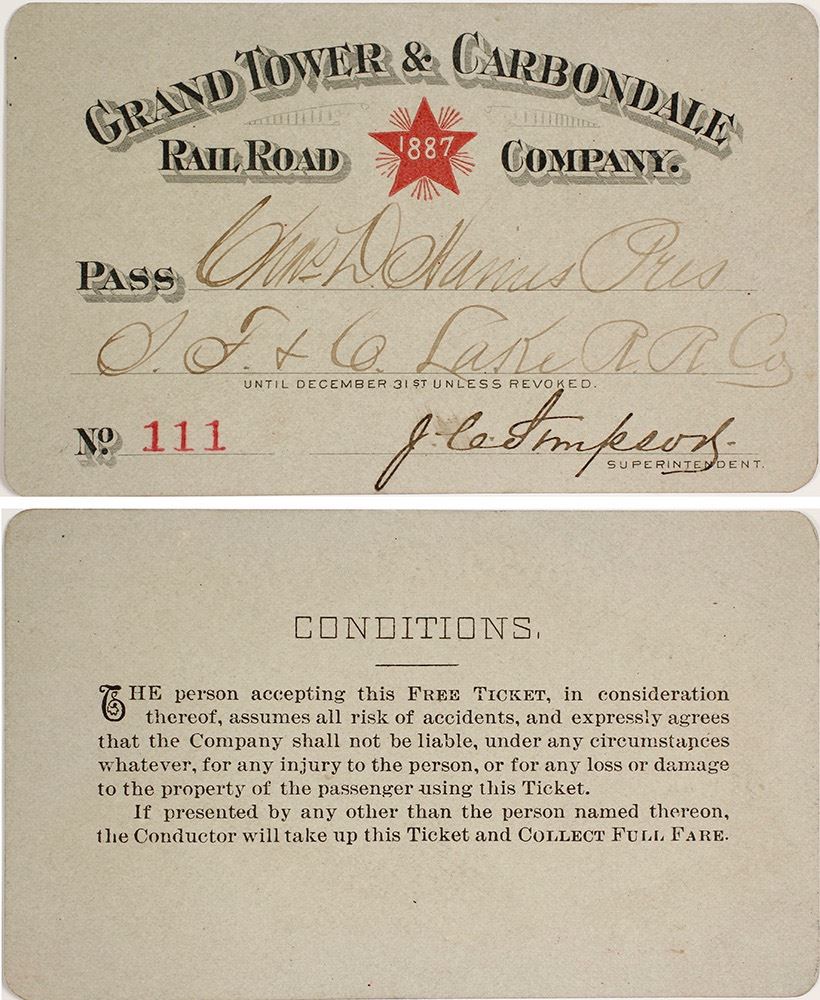 GRAND TOWER & CARBONDALE
RAIL ROAD 1887 COMPANY.
PASS Chas D. Haines Pres
S. F. & C. Lake R. R. Co
UNTIL DECEMBER 31ST UNLESS REVOKED.
No. 111 J. C. Simpson.
SUPERINTENDENT.
CONDITIONS.
THE person accepting this FREE TICKET, in consideration
thereof, assumes all risk of accidents, and expressly agrees
that the Company shall not be liable, under any circumstances
whatever, for any injury to the person, or for any loss or damage
to the property of the passenger using this Ticket.
If presented by any other than the person named thereon,
the Conductor will take up this Ticket and COLLECT FULL FARE.